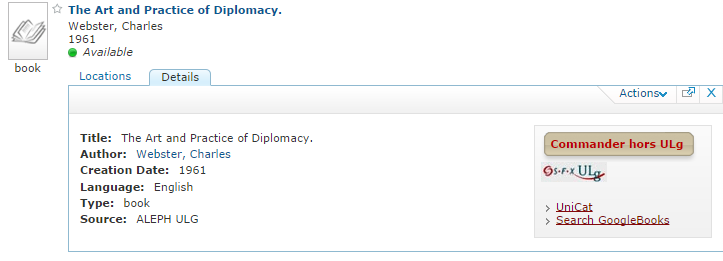 The Art and Practice of Diplomacy.
Webster, Charles
1961
Available
book
Locations Details
Actions X
Title: The Art and Practice of Diplomacy.
Author: Webster, Charles
Creation Date: 1961
Language: English
Type: book
Source: ALEPH ULG
Commander hors ULg
S·F·X ULg
UniCat
Search GoogleBooks